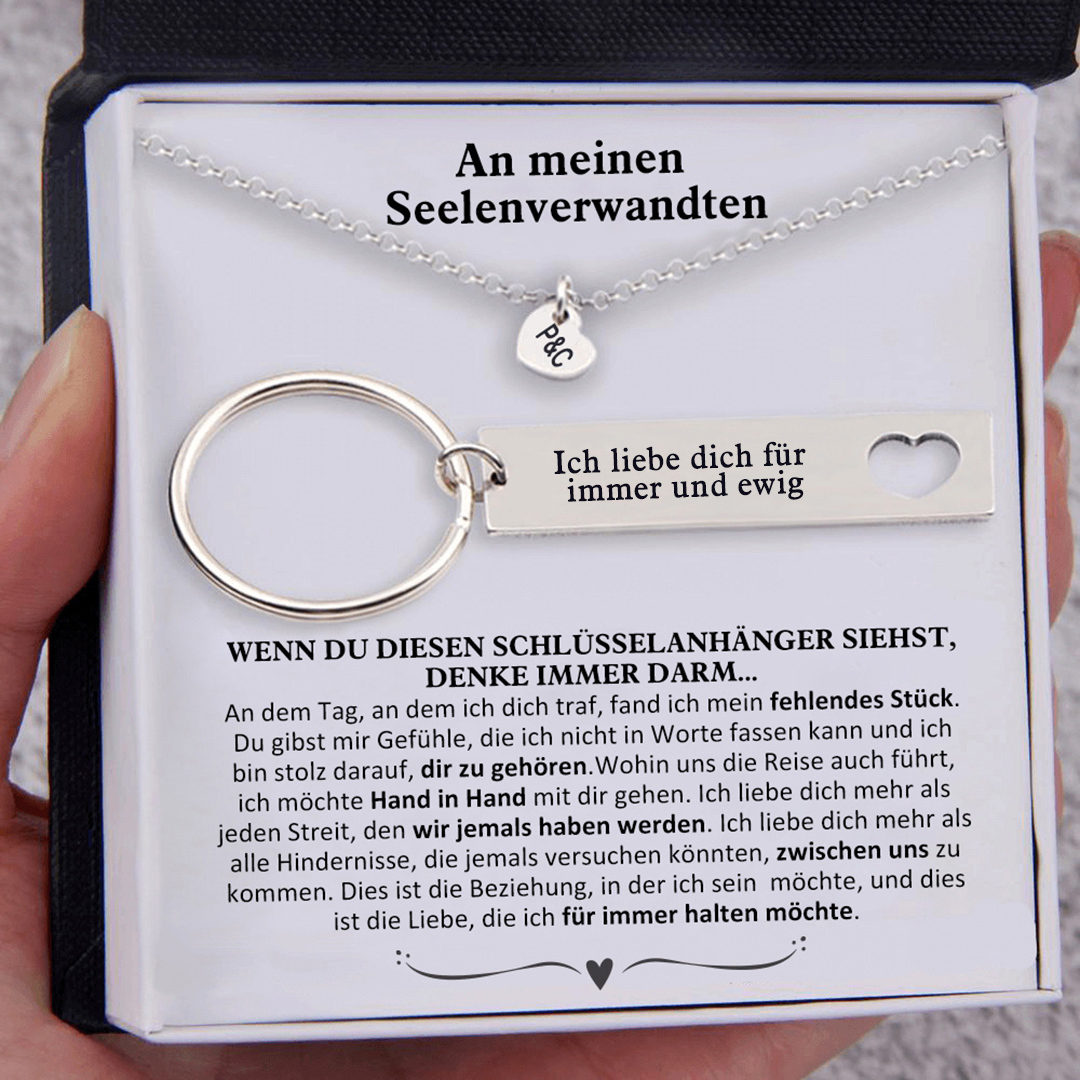 An meinen
Seelenverwandten
P&C
Ich liebe dich für
immer und ewig
WENN DU DIESEN SCHLÜSSELANHÄNGER SIEHST,
DENKE IMMER DARM...
An dem Tag, an dem ich dich traf, fand ich mein fehlendes Stück.
Du gibst mir Gefühle, die ich nicht in Worte fassen kann und ich
bin stolz darauf, dir zu gehören.Wohin uns die Reise auch führt,
ich möchte Hand in Hand mit dir gehen. Ich liebe dich mehr als
jeden Streit, den wir jemals haben werden. Ich liebe dich mehr als
alle Hindernisse, die jemals versuchen könnten, zwischen uns zu
kommen. Dies ist die Beziehung, in der ich sein möchte, und dies
ist die Liebe, die ich für immer halten möchte.